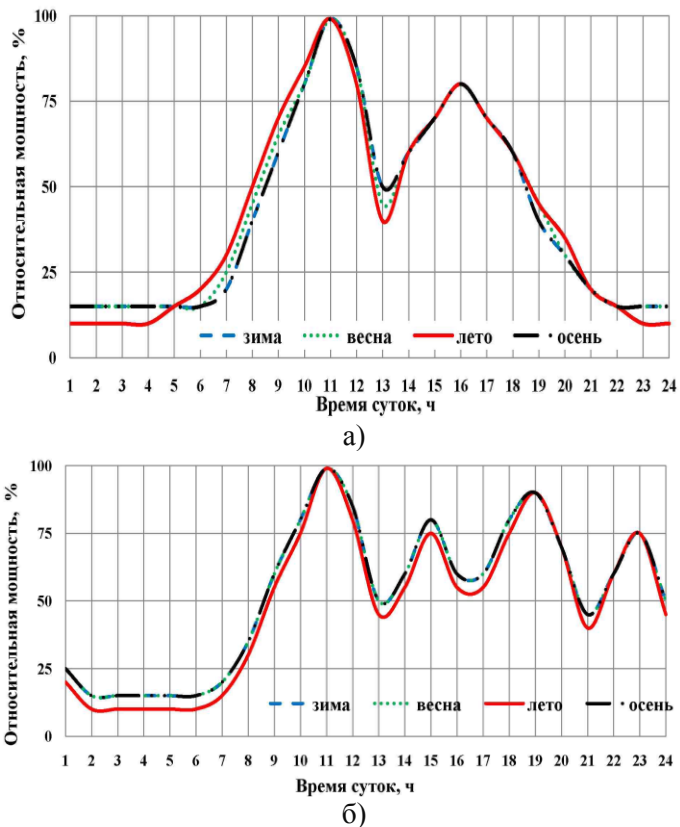 Относительная мощность, %
100
75
50
25
0
зима весна лето осень
1 2 3 4 5 6 7 8 9 10 11 12 13 14 15 16 17 18 19 20 21 22 23 24
Время суток, ч
а)
Относительная мощность, %
100
75
50
25
0
зима весна лето осень
1 2 3 4 5 6 7 8 9 10 11 12 13 14 15 16 17 18 19 20 21 22 23 24
Время суток, ч
б)